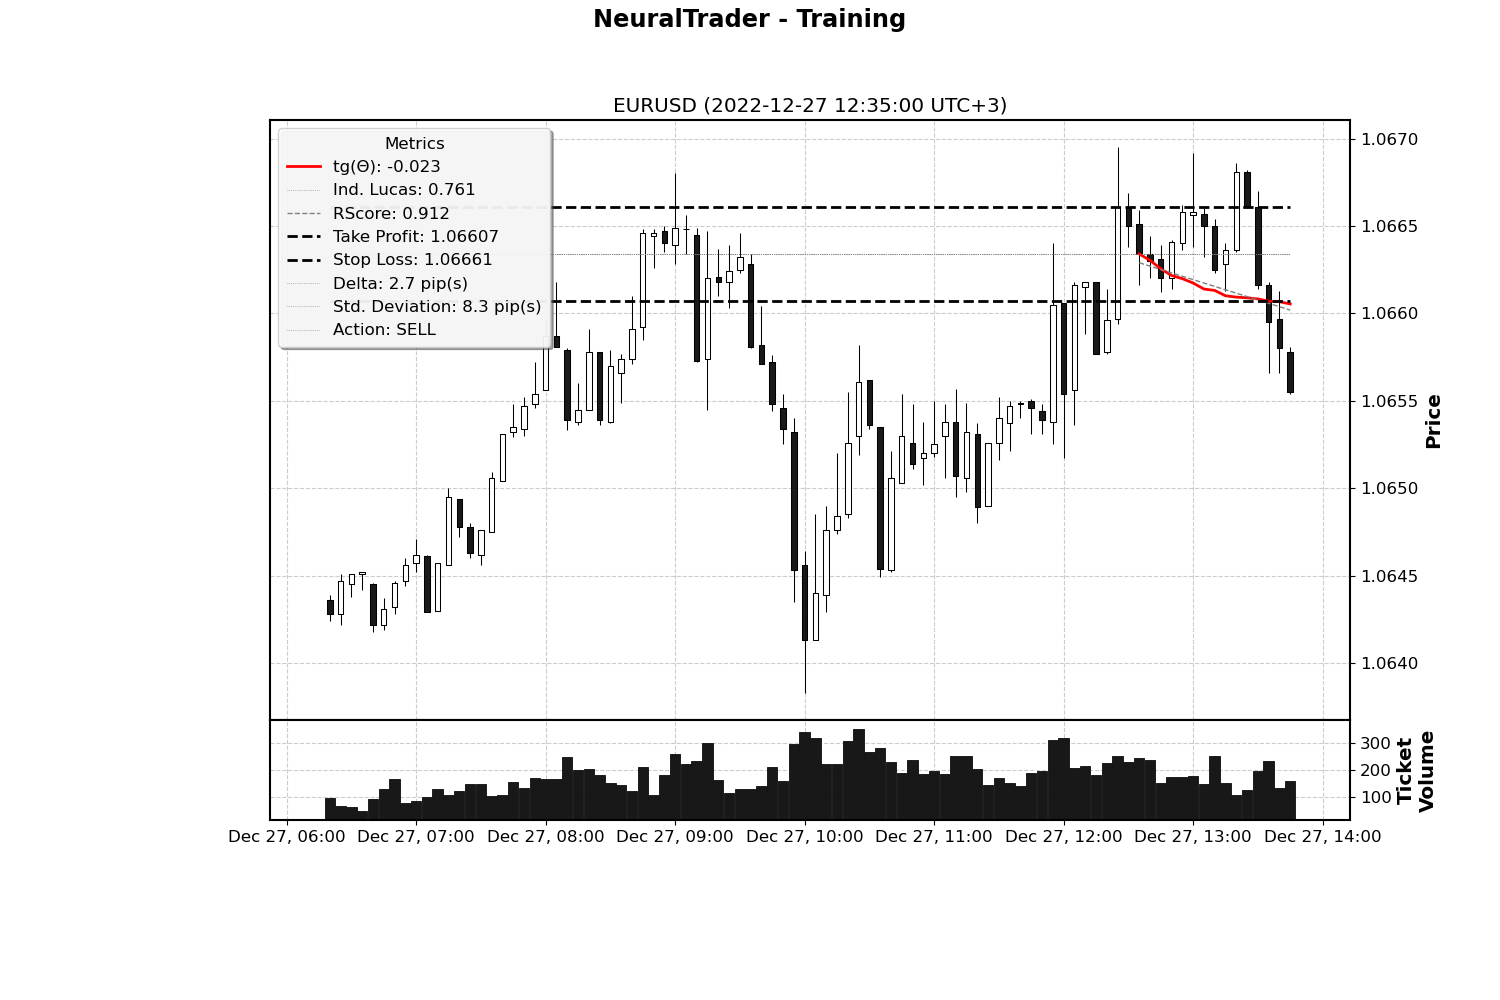 NeuralTrader - Training
EURUSD (2022-12-27 12:35:00 UTC+3)
Metrics
tg(Θ): -0.023
Ind. Lucas: 0.761
RScore: 0.912
Take Profit: 1.06607
Stop Loss: 1.06661
Delta: 2.7 pip(s)
Std. Deviation: 8.3 pip(s)
Action: SELL
1.0670
1.0665
1.0660
1.0655
1.0650
1.0645
1.0640
Price
300
200
100
Ticket
Volume
Dec 27, 06:00 Dec 27, 07:00 Dec 27, 08:00 Dec 27, 09:00 Dec 27, 10:00 Dec 27, 11:00 Dec 27, 12:00 Dec 27, 13:00 Dec 27, 14:00